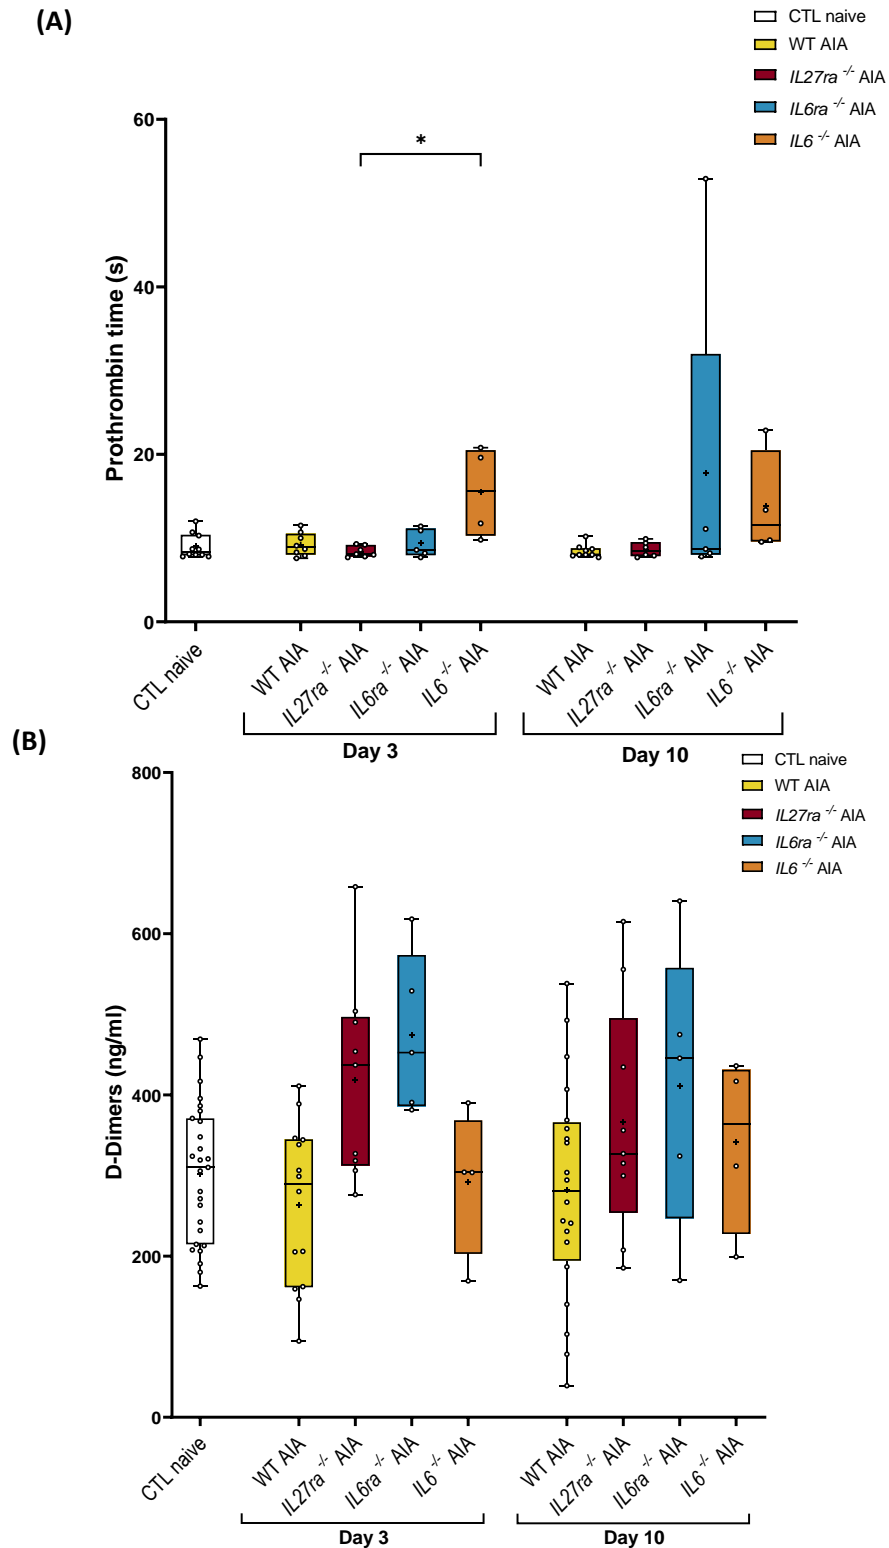 (A)
CTL naive
WT AIA
IL27ra -/- AIA
IL6ra -/- AIA
IL6 -/- AIA
Prothrombin time (s)
60
40
20
0
*
CTL naive
WT AIA
IL27ra -/- AIA
IL6ra -/- AIA
IL6 -/- AIA
WT AIA
IL27ra -/- AIA
IL6ra -/- AIA
IL6 -/- AIA
Day 3
Day 10
(B)
CTL naive
WT AIA
IL27ra -/- AIA
IL6ra -/- AIA
IL6 -/- AIA
D-Dimers (ng/ml)
800
600
400
200
0
CTL naive
WT AIA
IL27ra -/- AIA
IL6ra -/- AIA
IL6 -/- AIA
WT AIA
IL27ra -/- AIA
IL6ra -/- AIA
IL6 -/- AIA
Day 3
Day 10